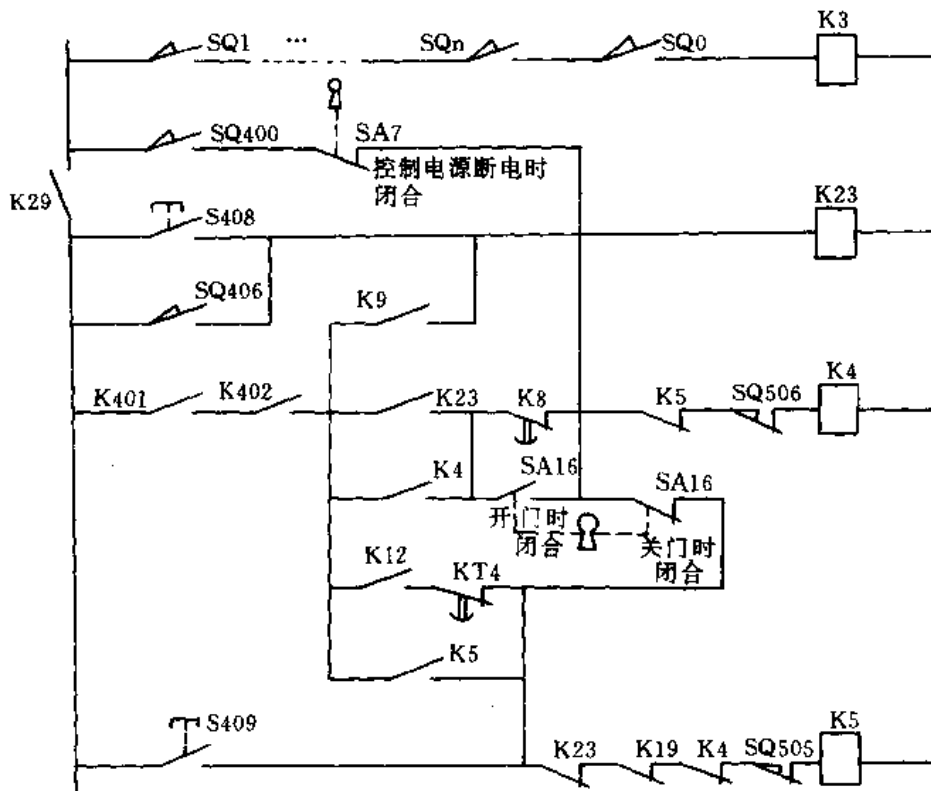 SQ1 ... SQn SQ0 K3
SQ400 SA7
控制电源断电时
闭合
K29 S408 K23
SQ406
K9
K401 K402 K23 K8 K5 SQ506 K4
K4 SA16 SA16
开门时
闭合
关门时
闭合
K12 KT4
K5
S409 K23 K19 K4 SQ505 K5